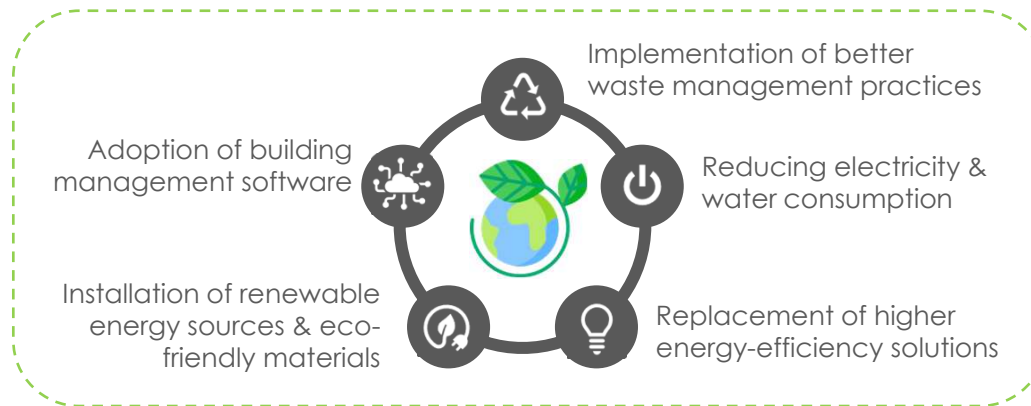 Implementation of better
waste management practices
Adoption of building
management software
Reducing electricity &
water consumption
Installation of renewable
energy sources & eco-
friendly materials
Replacement of higher
energy-efficiency solutions